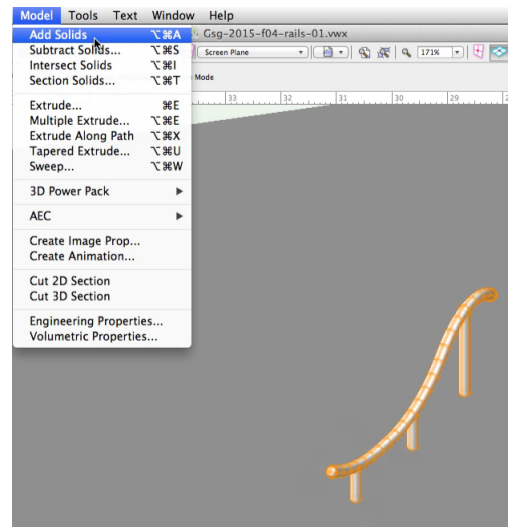 Model Tools Text Window Help
Gsg-2015-f04-rails-01.vwx
Add Solids ⌥⌘A
Subtract Solids... ⌥⌘S
Screen Plane 171%
Intersect Solids ⌥⌘I
Section Solids... ⌥⌘T
Mode
33 32 31 30 29
Extrude... ⌘E
Multiple Extrude... ⌥⌘E
Extrude Along Path ⌥⌘X
Tapered Extrude... ⌥⌘U
Sweep... ⌥⌘W
3D Power Pack
AEC
Create Image Prop...
Create Animation...
Cut 2D Section
Cut 3D Section
Engineering Properties...
Volumetric Properties...